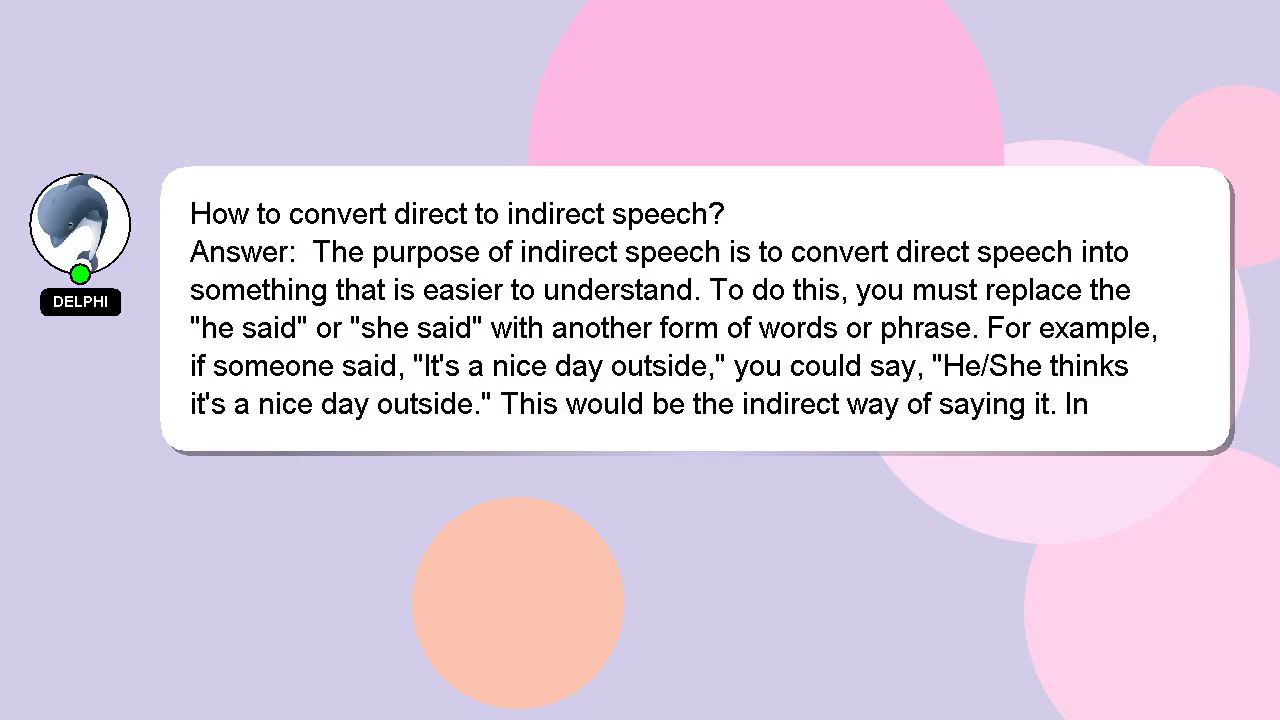 How to convert direct to indirect speech?
Answer:  The purpose of indirect speech is to convert direct speech into
something that is easier to understand. To do this, you must replace the
"he said" or "she said" with another form of words or phrase. For example,
if someone said, "It's a nice day outside," you could say, "He/She thinks
it's a nice day outside." This would be the indirect way of saying it. In
DELPHI